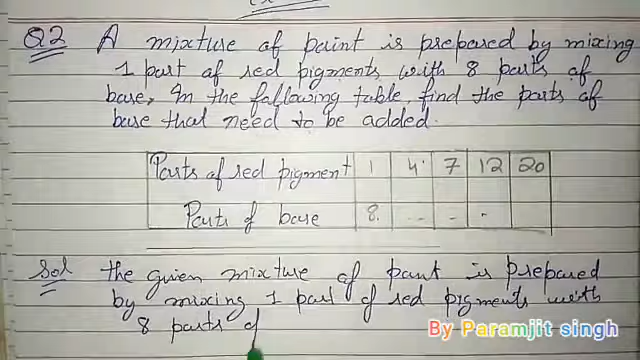 Q2 A mixture of paint is prepared by mixing
1 part of red pigments with 8 parts of
base, In the following table, find the parts of
base that need to be added.
Parts of red pigment 1 4 7 12 20
Parts of base 8. .. - -
Sol the given mixture of pant is prepared
by mixing 1 part of red pigments with
8 parts of
By Paramjit singh